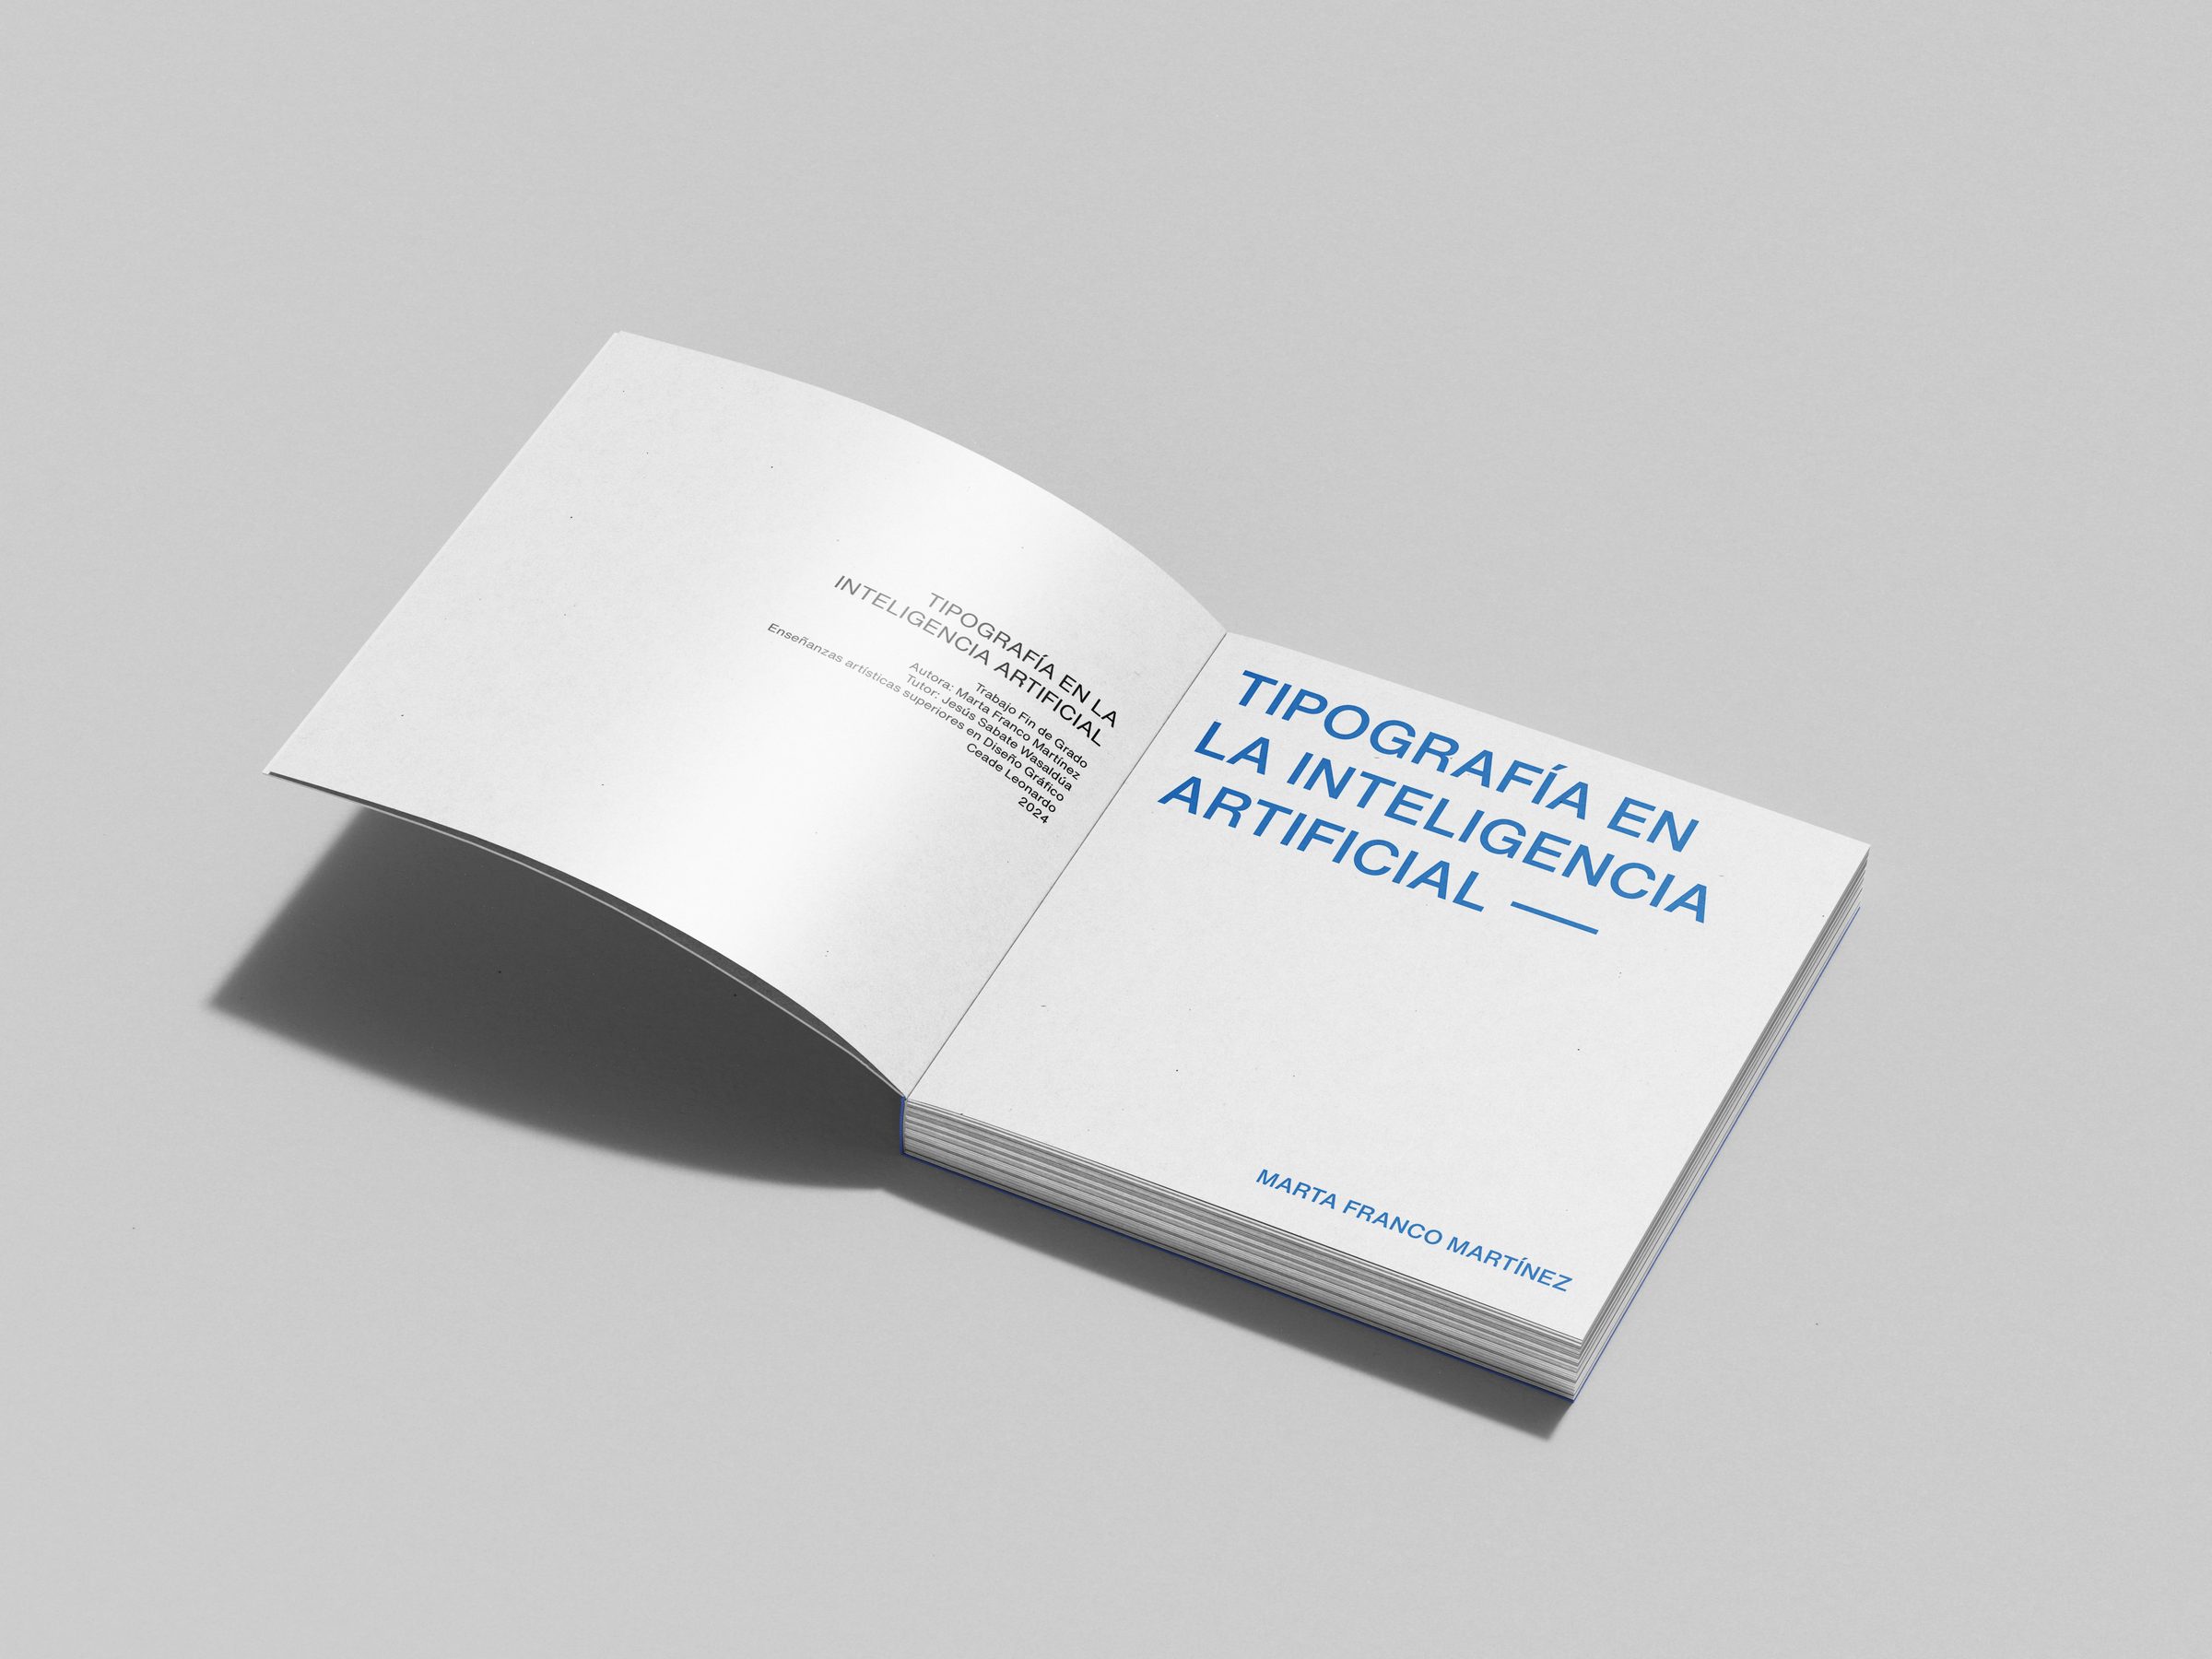 TIPOGRAFÍA EN LA
INTELIGENCIA ARTIFICIAL
Trabajo Fin de Grado
Autora: Marta Franco Martínez
Tutor: Jesús Sabate Wasaldúa
Enseñanzas artísticas superiores en Diseño Gráfico
Ceade Leonardo
2024
TIPOGRAFÍA EN
LA INTELIGENCIA
ARTIFICIAL —
MARTA FRANCO MARTÍNEZ